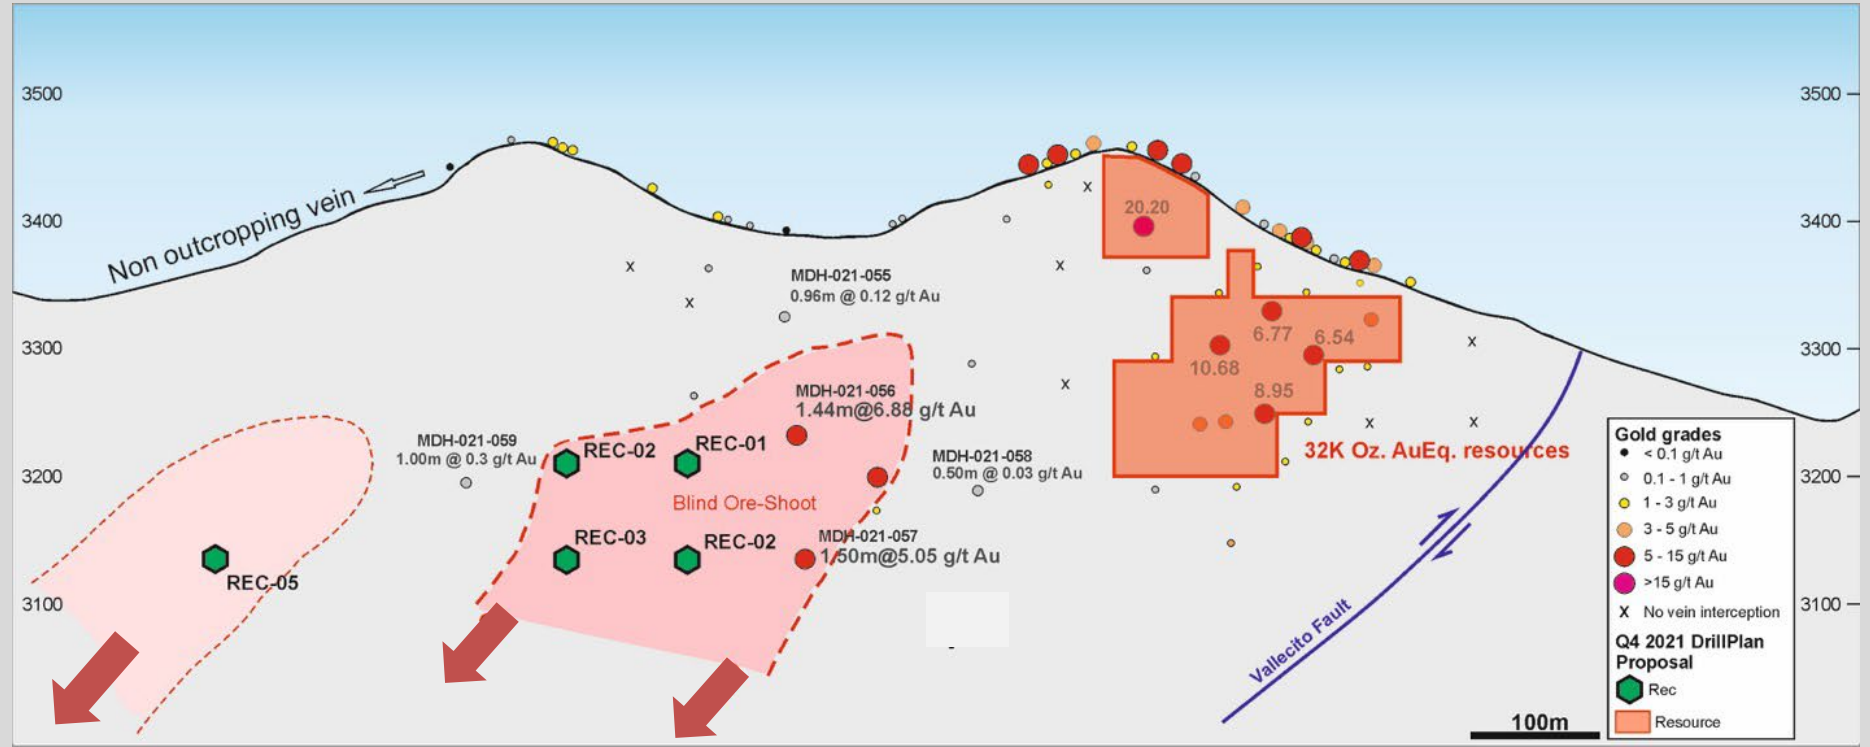 3500
3400
3300
3200
3100
Non outcropping vein
MDH-021-055
0.96m @ 0.12 g/t Au
MDH-021-056
1.44m@6.88 g/t Au
MDH-021-059
1.00m @ 0.3 g/t Au
REC-02
REC-01
MDH-021-058
0.50m @ 0.03 g/t Au
Blind Ore-Shoot
REC-03
REC-02
MDH-021-057
1.50m@5.05 g/t Au
REC-05
20.20
6.77
6.54
10.68
8.95
32K Oz. AuEq. resources
x
x
x
x
x
x
x
x
x
Vallecito Fault
3500
3400
3300
3200
3100
100m
Gold grades
< 0.1 g/t Au
0.1 - 1 g/t Au
1 - 3 g/t Au
3 - 5 g/t Au
5 - 15 g/t Au
>15 g/t Au
X No vein interception
Q4 2021 DrillPlan
Proposal
Rec
Resource